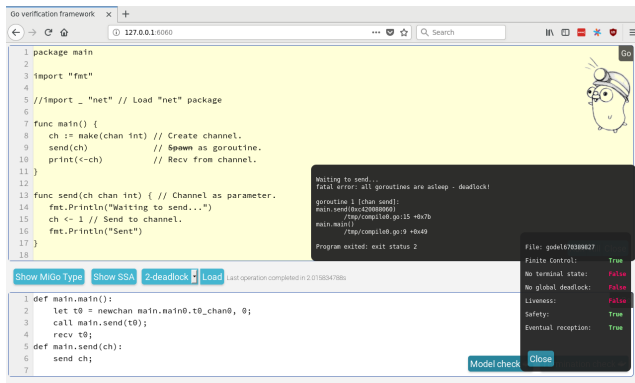 Go verification framework × +
127.0.0.1:6060
Search
Go
1 package main
2
3 import "fmt"
4
5 //import _ "net" // Load "net" package
6
7 func main() {
8 ch := make(chan int) // Create channel.
9 send(ch) // Spawn as goroutine.
10 print(<-ch) // Recv from channel.
11 }
12
13 func send(ch chan int) { // Channel as parameter.
14 fmt.Println("Waiting to send...")
15 ch <- 1 // Send to channel.
16 fmt.Println("Sent")
17 }
18
Waiting to send...
fatal error: all goroutines are asleep - deadlock!
goroutine 1 [chan send]:
main.send(0xc420088060)
/tmp/compile0.go:15 +0x7b
main.main()
/tmp/compile0.go:9 +0x49
Program exited: exit status 2
Show MiGo Type Show SSA 2-deadlock Load Last operation completed in 2.015834788s
1 def main.main():
2 let t0 = newchan main.main0.t0_chan0, 0;
3 call main.send(t0);
4 recv t0;
5 def main.send(ch):
6 send ch;
7
Model check
File: godel670389827
Finite Control: True
No terminal state: False
No global deadlock: False
Liveness: False
Safety: True
Eventual reception: True
Close